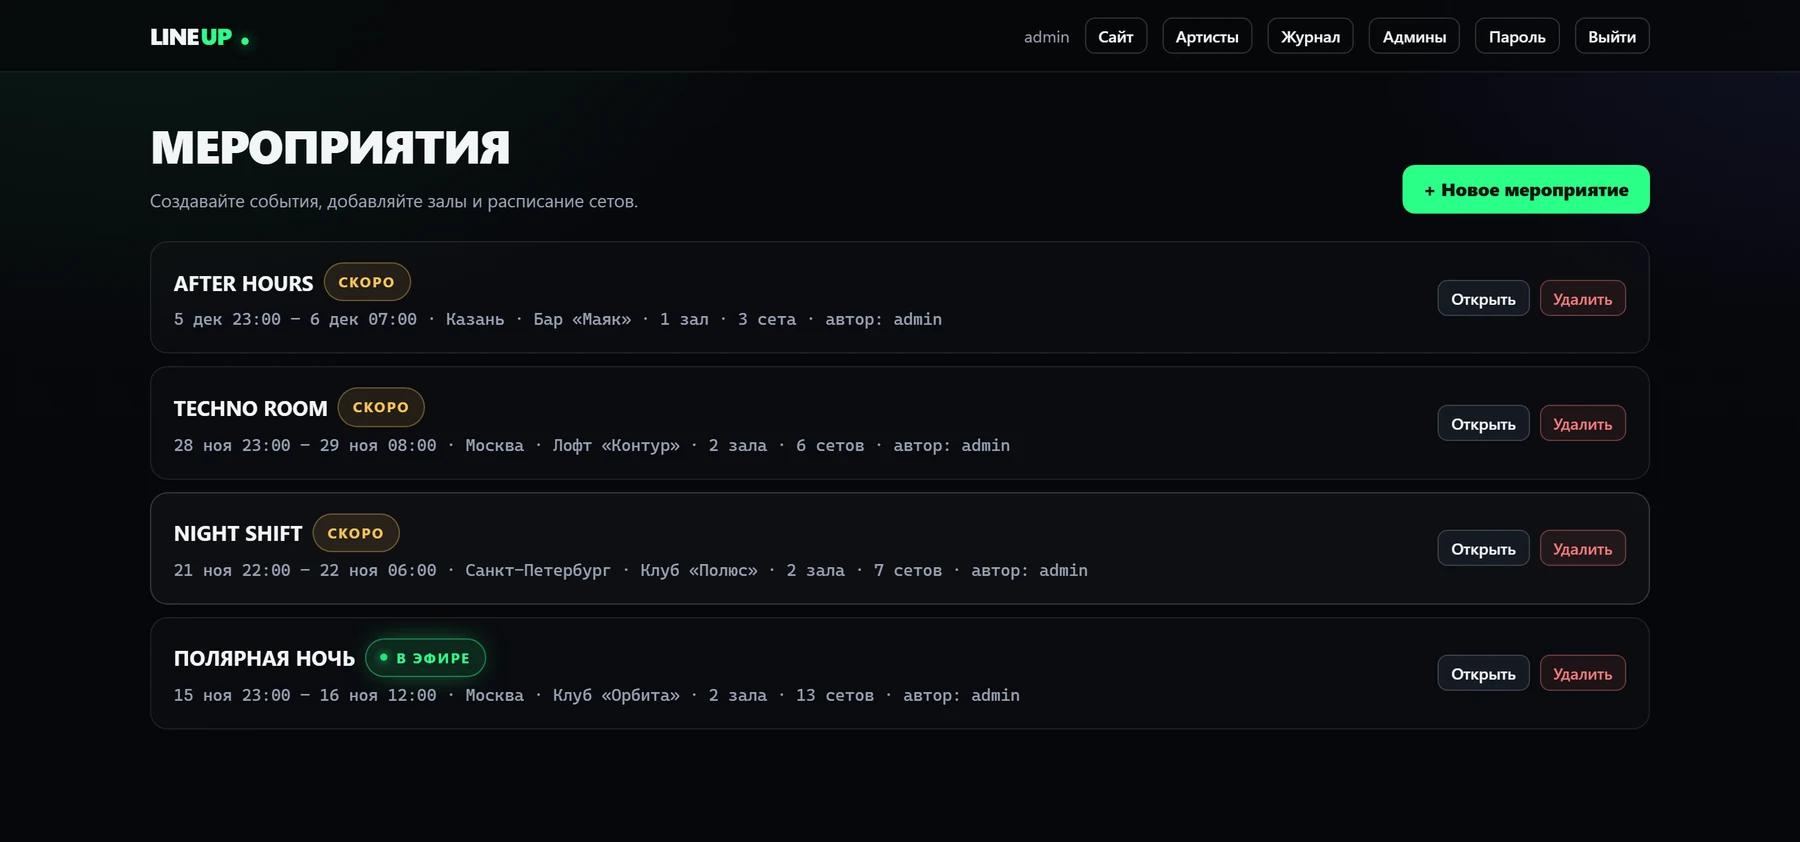 LINEUP
admin Сайт Артисты Журнал Админы Пароль Выйти
МЕРОПРИЯТИЯ
Создавайте события, добавляйте залы и расписание сетов.
+ Новое мероприятие
AFTER HOURS СКОРО
5 дек 23:00 – 6 дек 07:00 · Казань · Бар «Маяк» · 1 зал · 3 сета · автор: admin
Открыть Удалить
TECHNO ROOM СКОРО
28 ноя 23:00 – 29 ноя 08:00 · Москва · Лофт «Контур» · 2 зала · 6 сетов · автор: admin
Открыть Удалить
NIGHT SHIFT СКОРО
21 ноя 22:00 – 22 ноя 06:00 · Санкт-Петербург · Клуб «Полюс» · 2 зала · 7 сетов · автор: admin
Открыть Удалить
ПОЛЯРНАЯ НОЧЬ В ЭФИРЕ
15 ноя 23:00 – 16 ноя 12:00 · Москва · Клуб «Орбита» · 2 зала · 13 сетов · автор: admin
Открыть Удалить